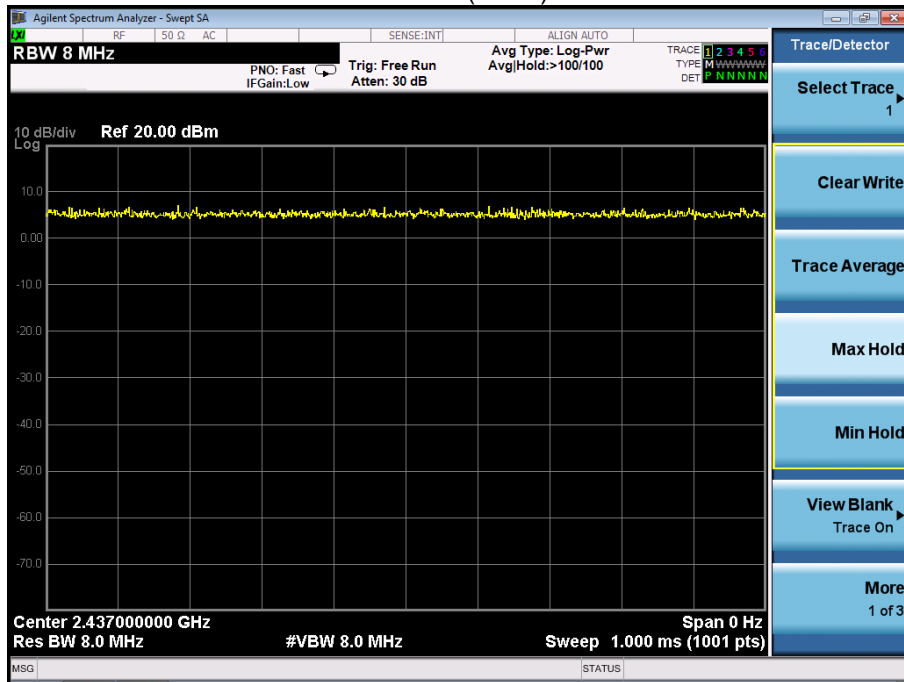 Agilent Spectrum Analyzer - Swept SA
LXI RF 50 Ω AC SENSE:INT ALIGN AUTO
RBW 8 MHz
PNO: Fast
IFGain:Low
Trig: Free Run
Atten: 30 dB
Avg Type: Log-Pwr
Avg|Hold:>100/100
TRACE 1 2 3 4 5 6
TYPE M WWWWW
DET P N N N N N
Trace/Detector
Select Trace
1
Clear Write
Trace Average
Max Hold
Min Hold
View Blank
Trace On
More
1 of 3
10 dB/div Ref 20.00 dBm
Log
10.0
0.00
-10.0
-20.0
-30.0
-40.0
-50.0
-60.0
-70.0
Center 2.437000000 GHz Span 0 Hz
Res BW 8.0 MHz #VBW 8.0 MHz Sweep 1.000 ms (1001 pts)
MSG STATUS